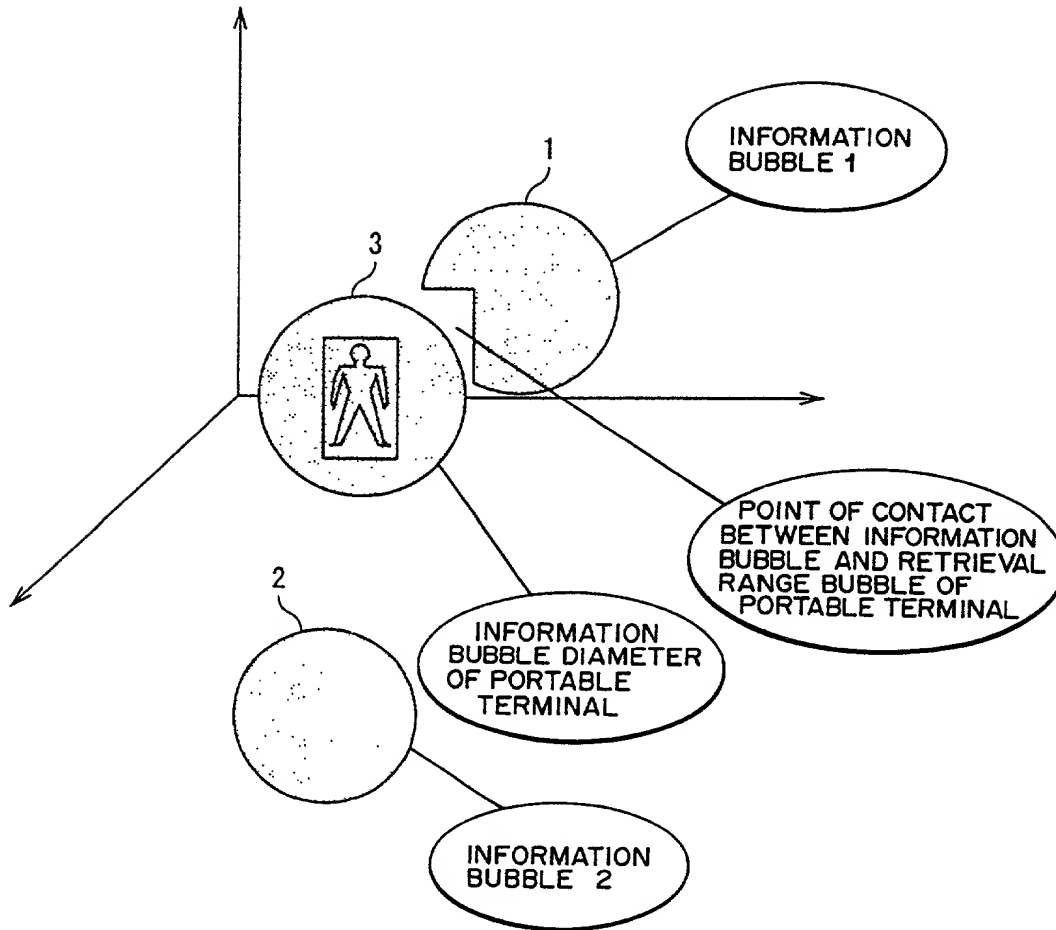 1
INFORMATION
BUBBLE 1
3
POINT OF CONTACT
BETWEEN INFORMATION
BUBBLE AND RETRIEVAL
RANGE BUBBLE OF
PORTABLE TERMINAL
2
INFORMATION
BUBBLE DIAMETER
OF PORTABLE
TERMINAL
INFORMATION
BUBBLE 2